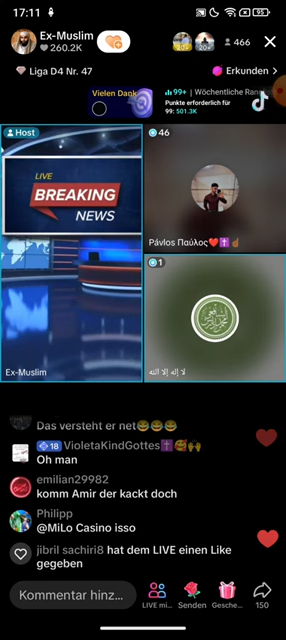 17:11
95
Ex-Muslim
260.2K
20+
20+
466
Liga D4 Nr. 47
Erkunden >
Vielen Dank
99+ | Wöchentliche Rang
Punkte erforderlich für
99: 501.3K
Host
46
LIVE
BREAKING
NEWS
Pávlos Παύλος❤️✝️☝🏾
1
Ex-Muslim
لا إله إلا الله
Das versteht er net😂😂😂
18 VioletaKindGottes✝️🥰🙌
Oh man
emilian29982
komm Amir der kackt doch
Philipp
@MiLo Casino isso
jibril sachiri8 hat dem LIVE einen Like
gegeben
Kommentar hinz...
LIVE mi...
Senden
Gesche...
150